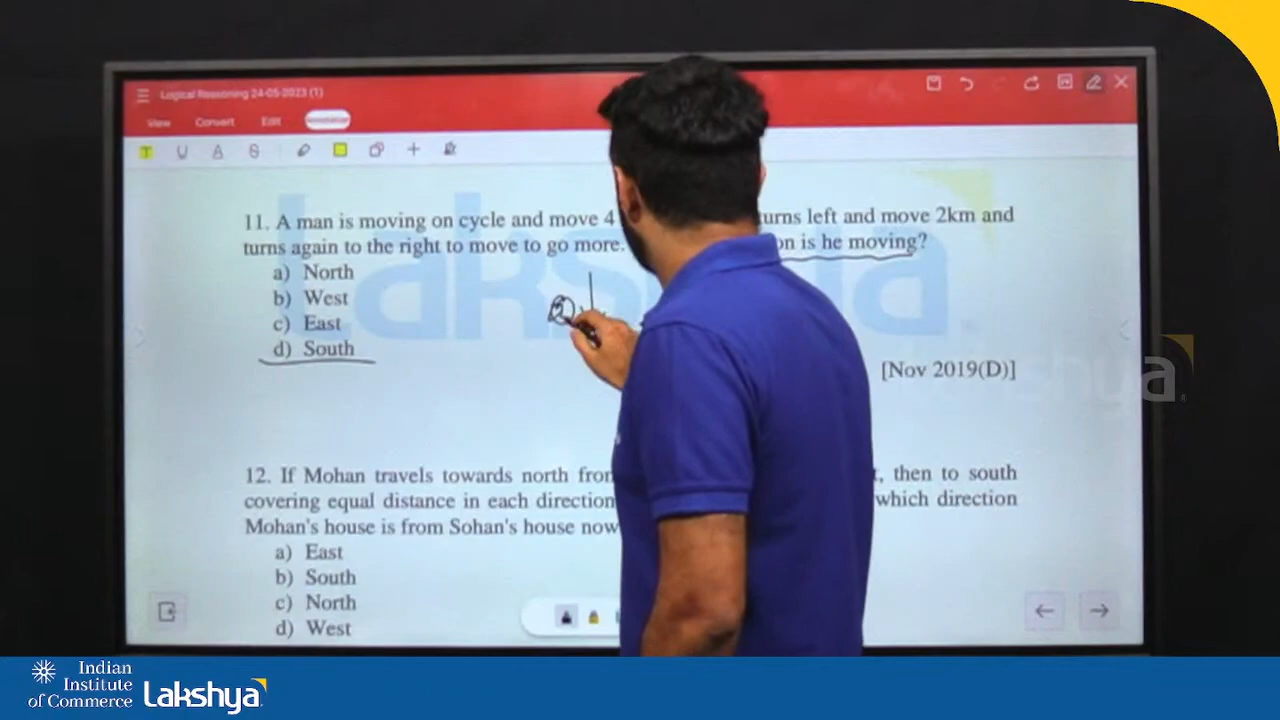 Logical Reasoning 24-05-2023 (1)
View Convert Edit
11. A man is moving on cycle and move 4 turns left and move 2km and
turns again to the right to move to go more. on is he moving?
a) North
b) West
c) East
d) South
[Nov 2019(D)]
12. If Mohan travels towards north from , then to south
covering equal distance in each direction which direction
Mohan's house is from Sohan's house now
a) East
b) South
c) North
d) West
Lakshya
Indian
Institute
of Commerce
Lakshya